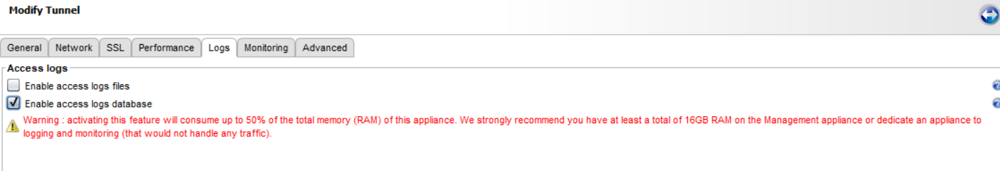 Modify Tunnel
General Network SSL Performance Logs Monitoring Advanced
Access logs
Enable access logs files
Enable access logs database
Warning : activating this feature will consume up to 50% of the total memory (RAM) of this appliance. We strongly recommend you have at least a total of 16GB RAM on the Management appliance or dedicate an appliance to
logging and monitoring (that would not handle any traffic).